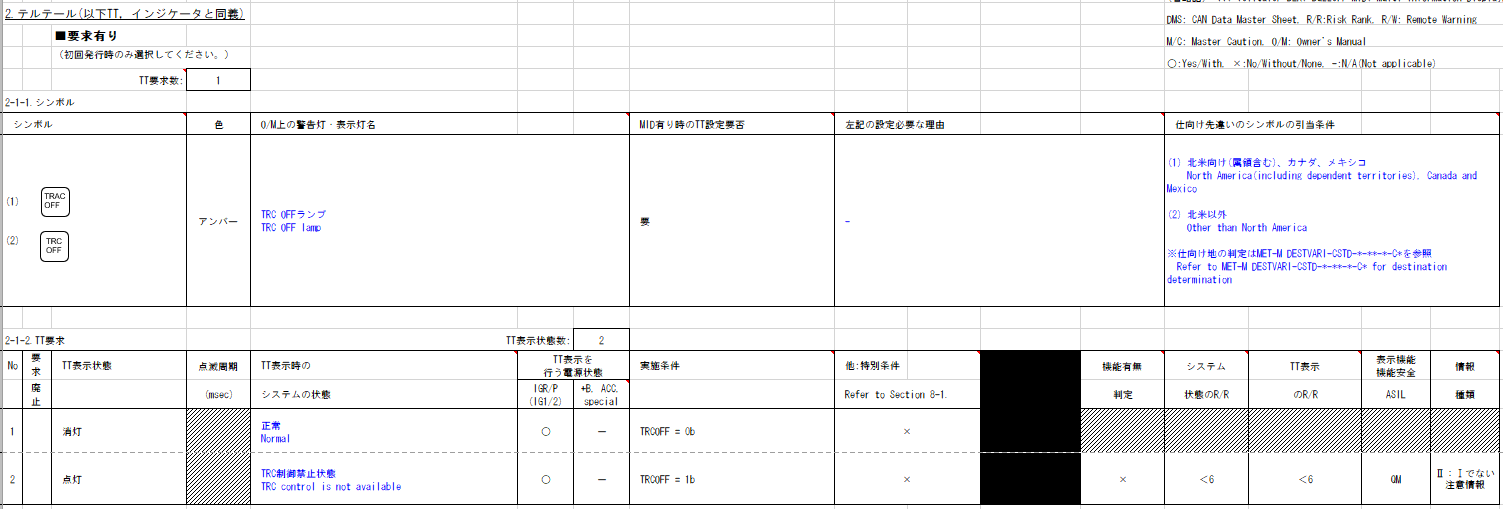 2.テルテール(以下TT, インジケータと同義)
■要求有り
(初回発行時のみ選択してください。)
DMS: CAN Data Master Sheet, R/R:Risk Rank, R/W: Remote Warning
M/C: Master Caution, O/M: Owner's Manual
○:Yes/With, ×:No/Without/None, -:N/A(Not applicable)
TT要求数: 1
2-1-1.シンボル
シンボル 色 O/M上の警告灯・表示灯名 MID有り時のTT設定要否 左記の設定必要な理由 仕向け先違いのシンボルの引当条件
(1) TRAC OFF
(2) TRC OFF
アンバー
TRC OFFランプ
TRC OFF lamp
要
-
(1) 北米向け(属領含む)、カナダ、メキシコ
North America(including dependent territories), Canada and
Mexico
(2) 北米以外
Other than North America
※仕向け地の判定はMET-M_DESTVARI-CSTD-*-**-*-C*を参照
Refer to MET-M_DESTVARI-CSTD-*-**-*-C* for destination
determination
2-1-2.TT要求 TT表示状態数: 2
No 要求廃止 TT表示状態 点滅周期 (msec) TT表示時の システムの状態 TT表示を 行う電源状態 実施条件 他:特別条件 機能有無 判定 システム 状態のR/R TT表示 のR/R 表示機能 機能安全 ASIL 情報 種類
IGR/P (IG1/2) +B, ACC, special Refer to Section 8-1.
1 消灯 正常 Normal ○ ー TRCOFF = 0b ×
2 点灯 TRC制御禁止状態 TRC control is not available ○ ー TRCOFF = 1b × × <6 <6 QM Ⅱ:Ⅰでない 注意情報